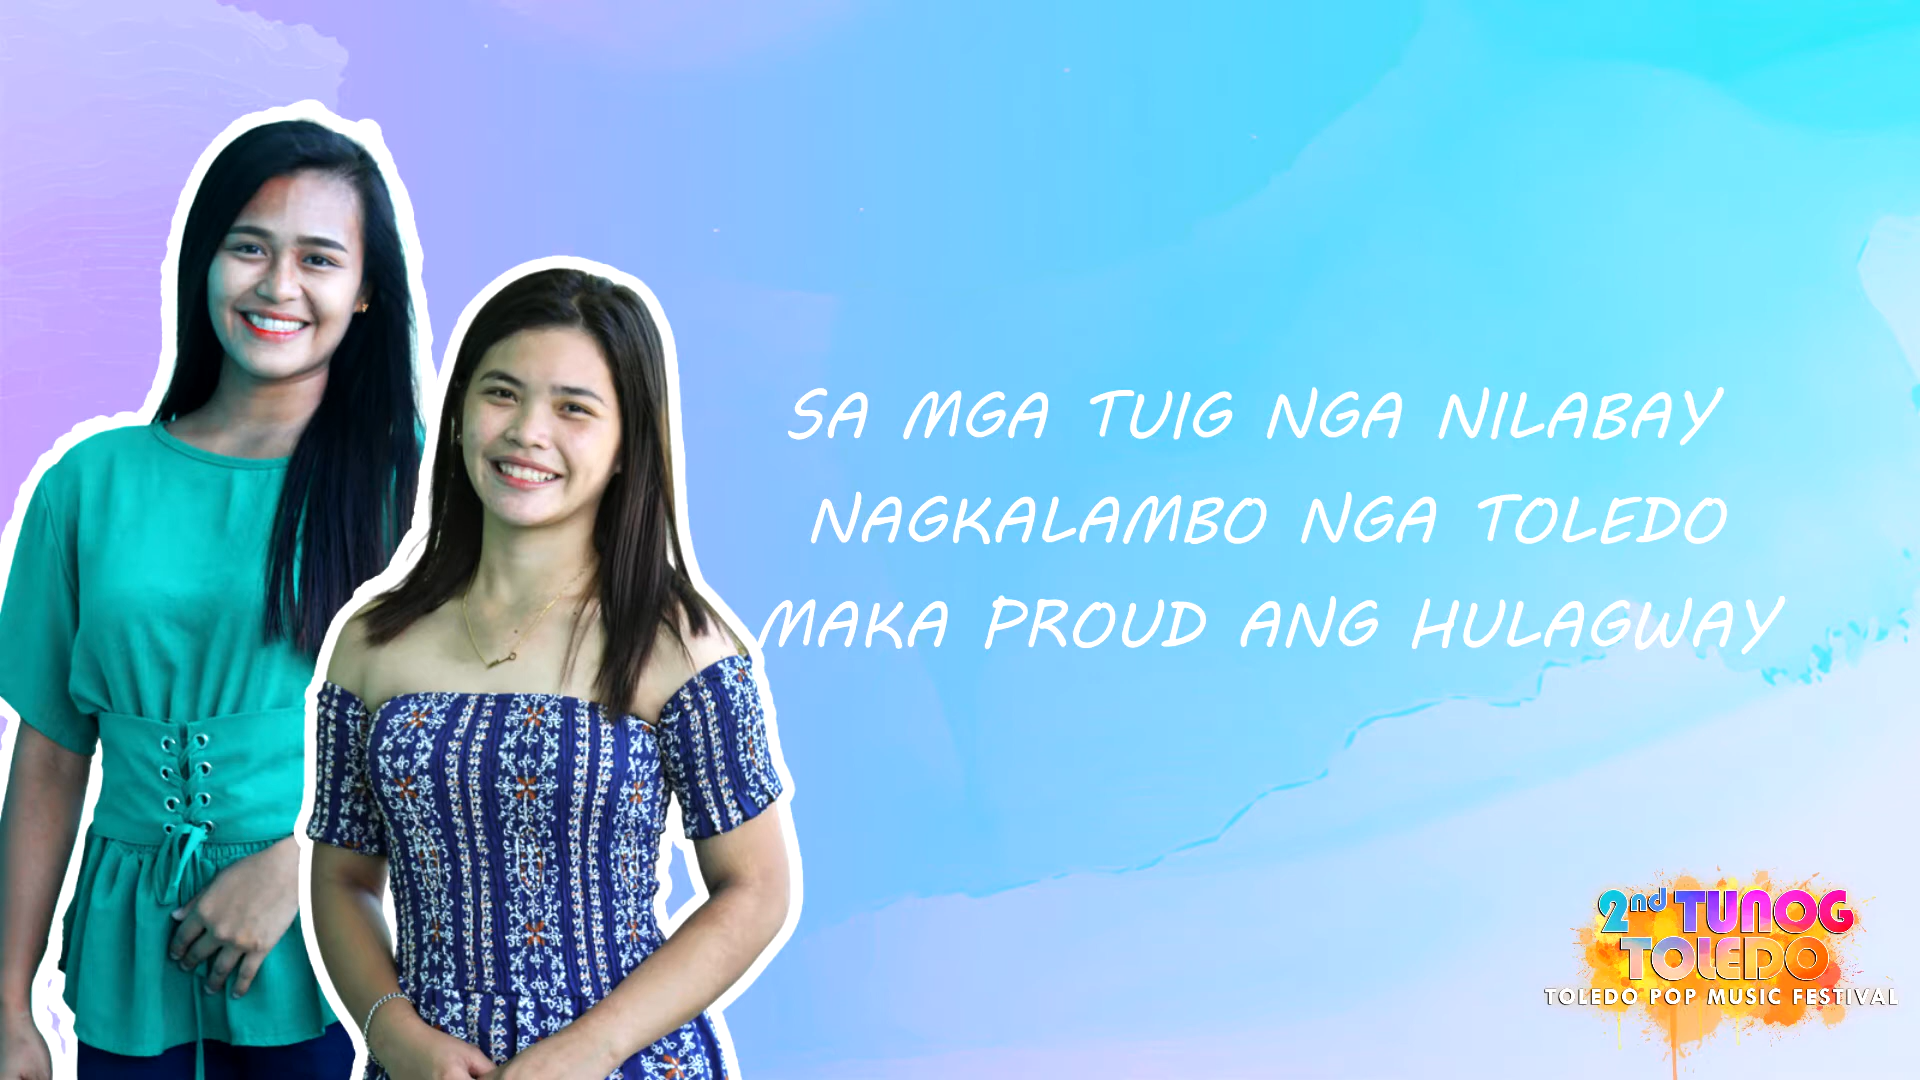 SA MGA TUIG NGA NILABAY
NAGKALAMBO NGA TOLEDO
MAKA PROUD ANG HULAGWAY
2nd TUNOG
TOLEDO
TOLEDO POP MUSIC FESTIVAL